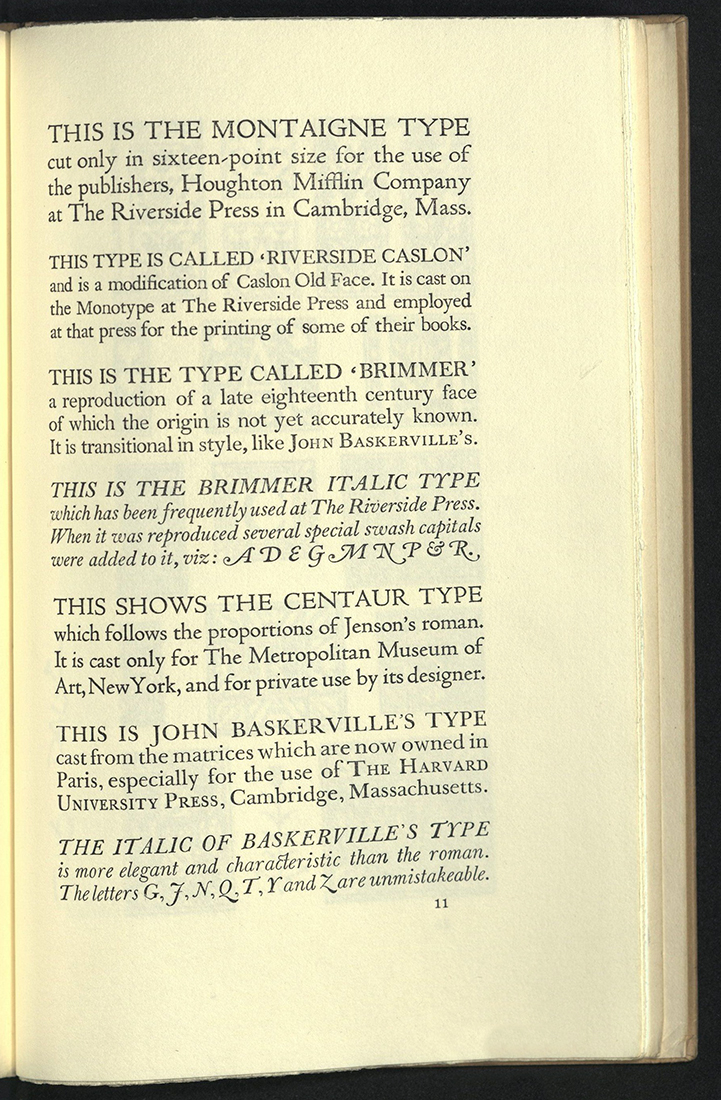 THIS IS THE MONTAIGNE TYPE
cut only in sixteen-point size for the use of
the publishers, Houghton Mifflin Company
at The Riverside Press in Cambridge, Mass.
THIS TYPE IS CALLED ‘RIVERSIDE CASLON’
and is a modification of Caslon Old Face. It is cast on
the Monotype at The Riverside Press and employed
at that press for the printing of some of their books.
THIS IS THE TYPE CALLED ‘BRIMMER’
a reproduction of a late eighteenth century face
of which the origin is not yet accurately known.
It is transitional in style, like JOHN BASKERVILLE’S.
THIS IS THE BRIMMER ITALIC TYPE
which has been frequently used at The Riverside Press.
When it was reproduced several special swash capitals
were added to it, viz: A D E G M N P & R.,
THIS SHOWS THE CENTAUR TYPE
which follows the proportions of Jenson’s roman.
It is cast only for The Metropolitan Museum of
Art, New York, and for private use by its designer.
THIS IS JOHN BASKERVILLE’S TYPE
cast from the matrices which are now owned in
Paris, especially for the use of THE HARVARD
UNIVERSITY PRESS, Cambridge, Massachusetts.
THE ITALIC OF BASKERVILLE’S TYPE
is more elegant and characteristic than the roman.
The letters G, J, N, Q, T, Y and Z are unmistakeable.
11